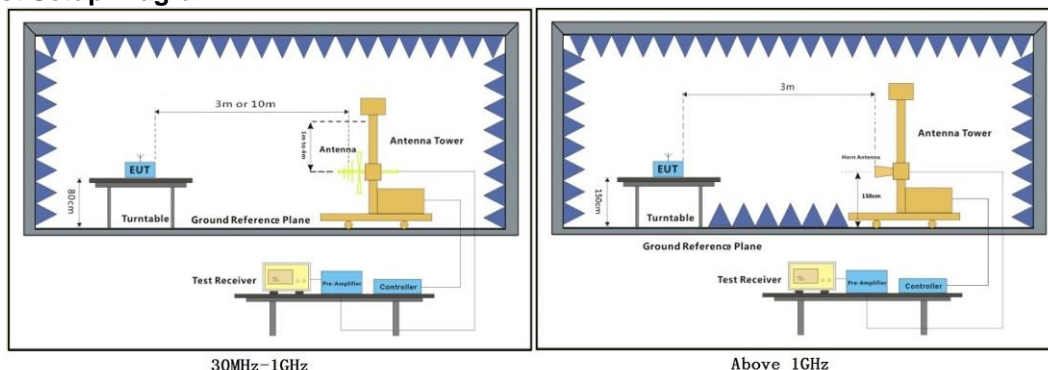 3m or 10m
1m to 4m
Antenna
Antenna Tower
EUT
80cm
Turntable
Ground Reference Plane
Test Receiver
Pre-Amplifier
Controller
30MHz-1GHz
3m
Antenna Tower
Horn Antenna
EUT
150cm
150cm
Turntable
Ground Reference Plane
Test Receiver
Pre-Amplifier
Controller
Above 1GHz